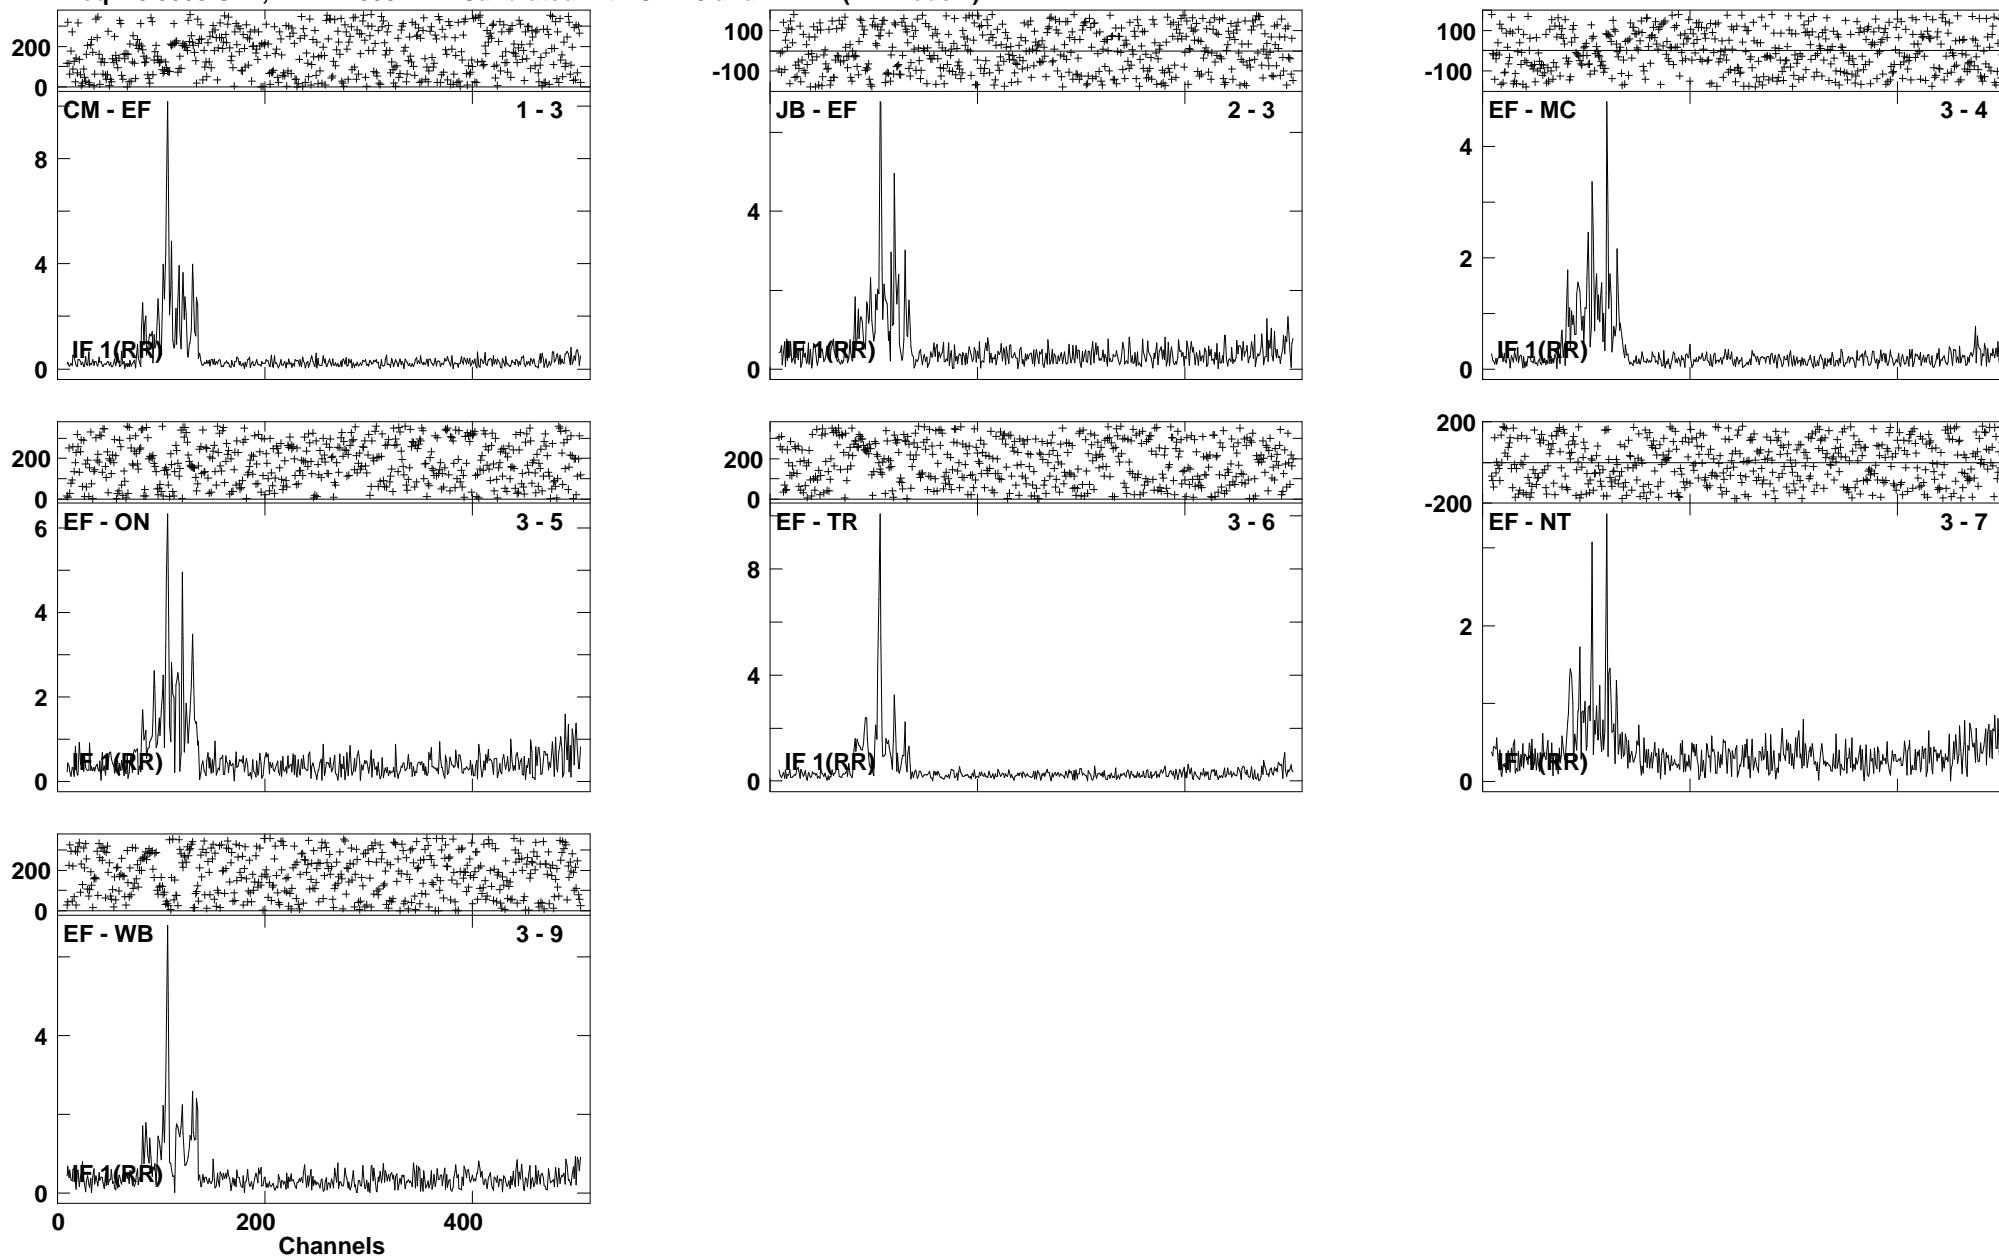 200
0
CM - EF 1 - 3
8
4
0
IF 1(RR)
100
-100
JB - EF 2 - 3
4
0
IF 1(RR)
100
-100
EF - MC 3 - 4
4
2
0
IF 1(RR)
200
0
EF - ON 3 - 5
6
4
2
0
IF 1(RR)
200
0
EF - TR 3 - 6
8
4
0
IF 1(RR)
200
-200
EF - NT 3 - 7
2
0
IF 1(RR)
200
0
EF - WB 3 - 9
4
0
IF 1(RR)
0 200 400
Channels